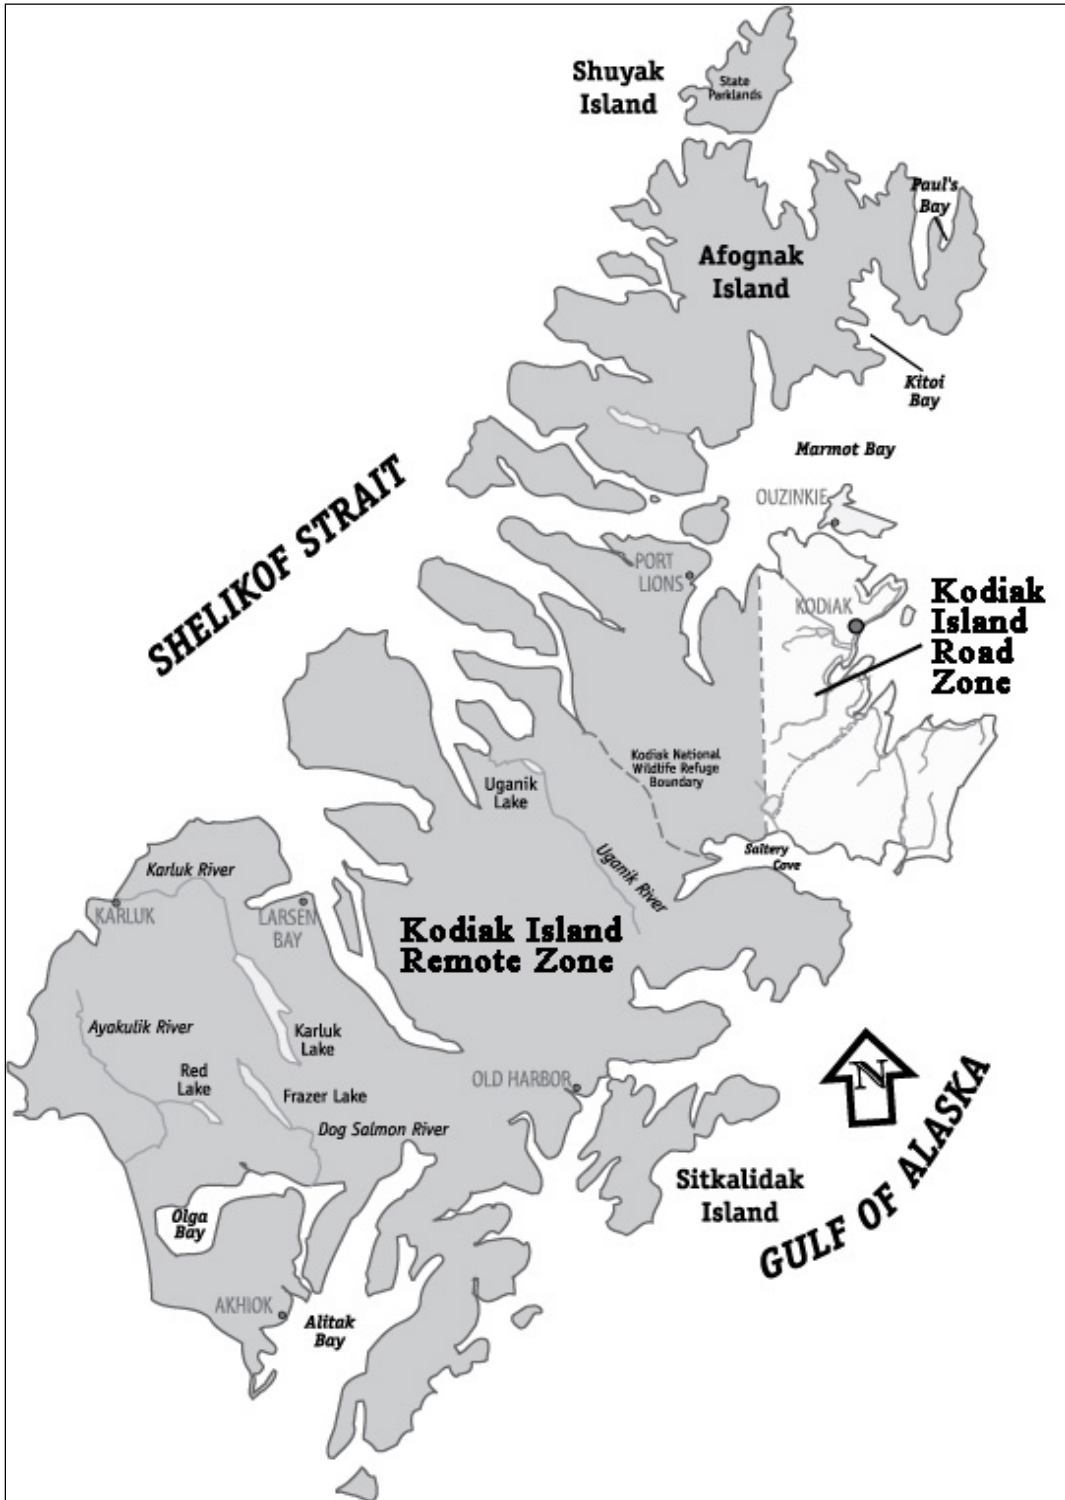 Shuyak
Island
State
Parklands
Paul's
Bay
Afognak
Island
Kitoi
Bay
Marmot Bay
SHELIKOF STRAIT
OUZINKIE
PORT
LIONS
KODIAK
Kodiak
Island
Road
Zone
Kodiak National
Wildlife Refuge
Boundary
Uganik
Lake
Uganik River
Saltery
Cove
Karluk River
KARLUK
LARSEN
BAY
Kodiak Island
Remote Zone
Ayakulik River
Karluk
Lake
Red
Lake
Frazer Lake
OLD HARBOR
Dog Salmon River
N
GULF OF ALASKA
Sitkalidak
Island
Olga
Bay
AKHIOK
Alitak
Bay